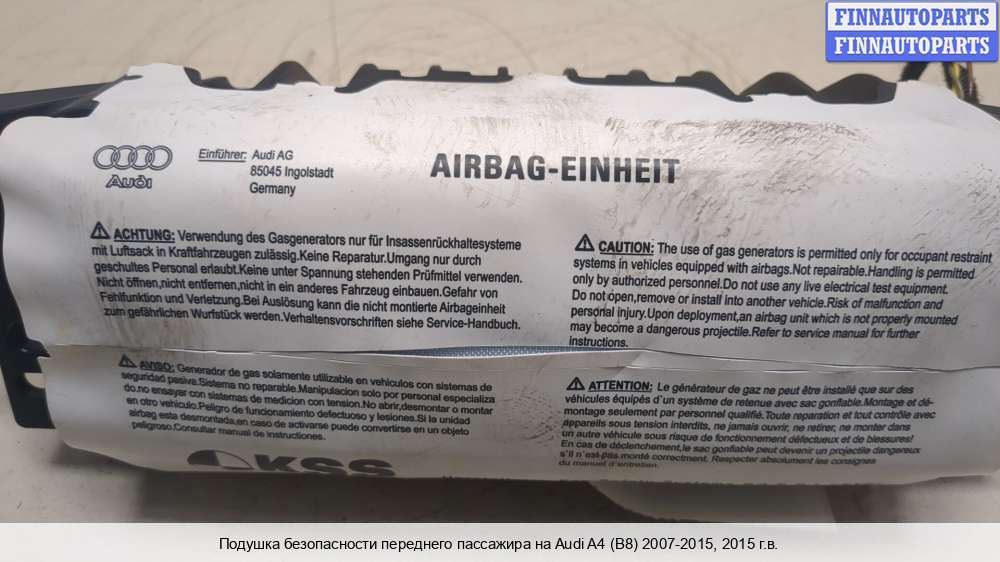 FINNAUTOPARTS
FINNAUTOPARTS
Audi
Einführer: Audi AG
85045 Ingolstadt
Germany
AIRBAG-EINHEIT
ACHTUNG: Verwendung des Gasgenerators nur für Insassenrückhaltesysteme
mit Luftsack in Kraftfahrzeugen zulässig.Keine Reparatur.Umgang nur durch
geschultes Personal erlaubt.Keine unter Spannung stehenden Prüfmittel verwenden.
Nicht öffnen,nicht entfernen,nicht in ein anderes Fahrzeug einbauen.Gefahr von
Fehlfunktion und Verletzung.Bei Auslösung kann die nicht montierte Airbageinheit
zum gefährlichen Wurfstück werden.Verhaltensvorschriften siehe Service-Handbuch.
CAUTION: The use of gas generators is permitted only for occupant restraint
systems in vehicles equipped with airbags.Not repairable.Handling is permitted
only by authorized personnel.Do not use any live electrical test equipment.
Do not open,remove or install into another vehicle.Risk of malfunction and
personal injury.Upon deployment,an airbag unit which is not properly mounted
may become a dangerous projectile.Refer to service manual for further
instructions.
AVISO: Generador de gas solamente utilizable en vehiculos con sistemas de
seguridad pasiva.Sistema no reparable.Manipulacion solo por personal especializa
do,no ensayar con sistemas de medicion con tension.No abrir,desmontar o montar
en otro vehiculo.Peligro de funcionamiento defectuoso y lesiones.Si la unidad
airbag esta desmontada,en caso de activarse puede convertirse en un objeto
peligroso.Consultar manual de instrucciones.
ATTENTION: Le générateur de gaz ne peut être installé que sur des
véhicules équipés d'un système de retenue avec sac gonflable.Montage et dé-
montage seulement par personnel qualifié.Toute reparation et tout contrôle avec
appareils sous tension interdits, ne jamais ouvrir, ne retirer, ne monter dans
un autre véhicule sous risque de fonctionnement défectueux et de blessures!
En cas de déclenchement,le sac gonflable peut devenir un projectile dangereux
s'il n'est-pas monté correctement. Respecter absolument les consignes
du manuel d'entretien.
KSS
Подушка безопасности переднего пассажира на Audi A4 (B8) 2007-2015, 2015 г.в.